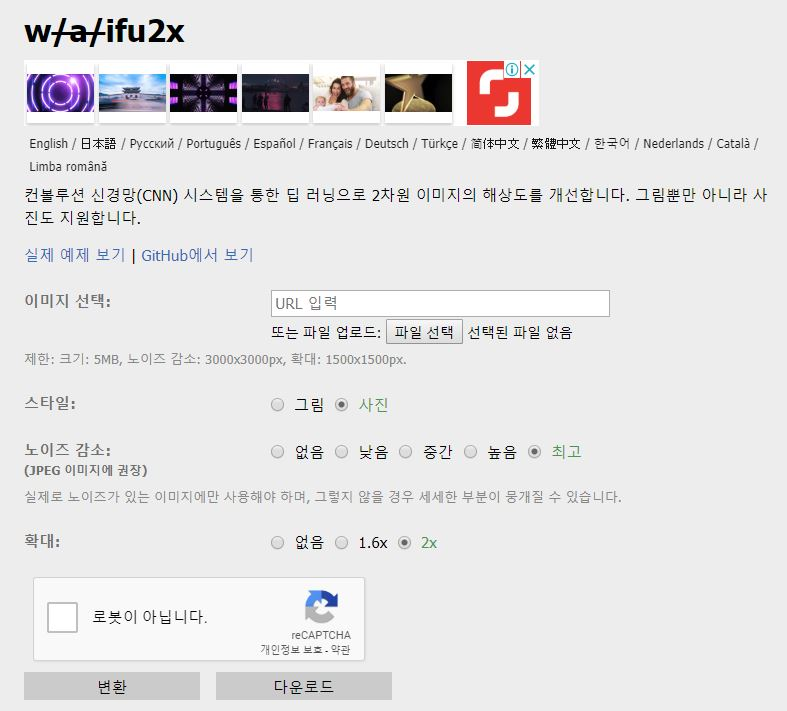 w/a/ifu2x
English / 日本語 / Русский / Português / Español / Français / Deutsch / Türkçe / 简体中文 / 繁體中文 / 한국어 / Nederlands / Català /
Limba română
컨볼루션 신경망(CNN) 시스템을 통한 딥 러닝으로 2차원 이미지의 해상도를 개선합니다. 그림뿐만 아니라 사
진도 지원합니다.
실제 예제 보기 | GitHub에서 보기
이미지 선택: URL 입력
또는 파일 업로드: 파일 선택 선택된 파일 없음
제한: 크기: 5MB, 노이즈 감소: 3000x3000px, 확대: 1500x1500px.
스타일: 그림 사진
노이즈 감소: 없음 낮음 중간 높음 최고
(JPEG 이미지에 권장)
실제로 노이즈가 있는 이미지에만 사용해야 하며, 그렇지 않을 경우 세세한 부분이 뭉개질 수 있습니다.
확대: 없음 1.6x 2x
로봇이 아닙니다.
reCAPTCHA
개인정보 보호 - 약관
변환 다운로드